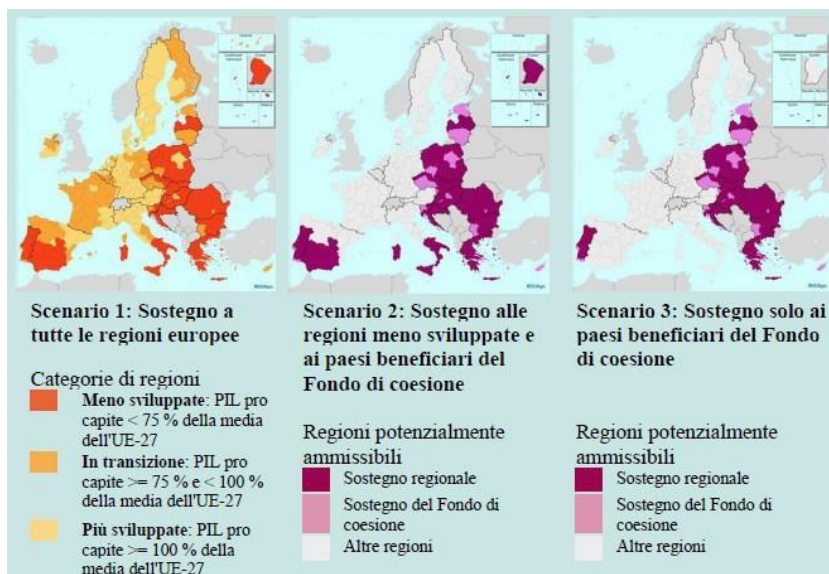 Scenario 1: Sostegno a
tutte le regioni europee
Categorie di regioni
Meno sviluppate: PIL pro
capite < 75 % della media
dell'UE-27
In transizione: PIL pro
capite >= 75 % e < 100 %
della media dell'UE-27
Più sviluppate: PIL pro
capite >= 100 % della
media dell'UE-27
Scenario 2: Sostegno alle
regioni meno sviluppate e
ai paesi beneficiari del
Fondo di coesione
Regioni potenzialmente
ammissibili
Sostegno regionale
Sostegno del Fondo di
coesione
Altre regioni
Scenario 3: Sostegno solo ai
paesi beneficiari del Fondo
di coesione
Regioni potenzialmente
ammissibili
Sostegno regionale
Sostegno del Fondo di
coesione
Altre regioni